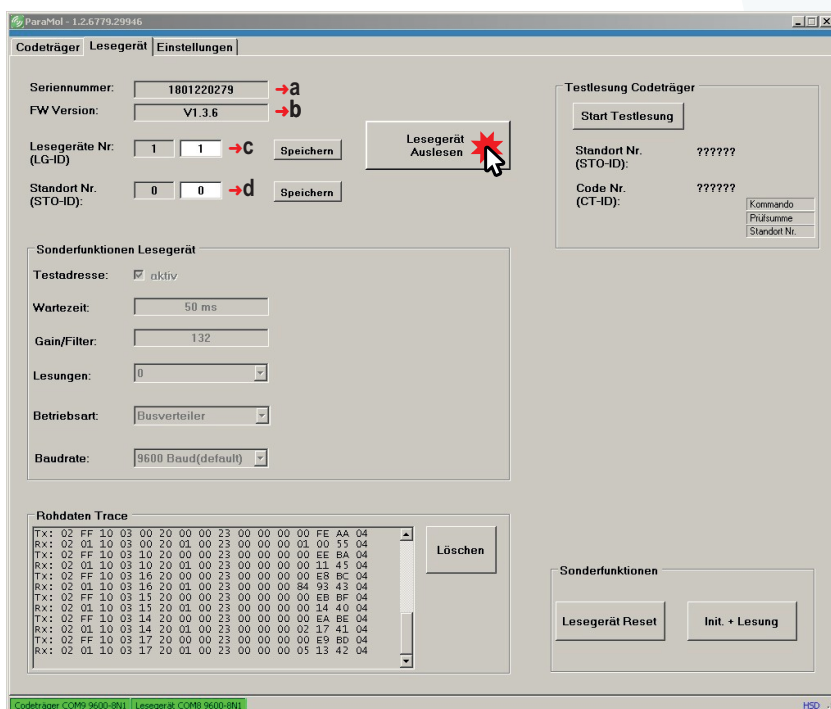 ParaMol - 1.2.6779.29946
Codeträger Lesegerät Einstellungen
Seriennummer: 1801220279 a
FW Version: V1.3.6 b
Lesegeräte Nr: 1 1 c Speichern
(LG-ID)
Standort Nr. 0 0 d Speichern
(STO-ID):
Lesegerät
Auslesen
Testlesung Codeträger
Start Testlesung
Standort Nr. ??????
(STO-ID):
Code Nr. ??????
(CT-ID):
Kommando
Prüfsumme
Standort Nr.
Sonderfunktionen Lesegerät
Testadresse: aktiv
Wartezeit: 50 ms
Gain/Filter: 132
Lesungen: 0
Betriebsart: Busverteiler
Baudrate: 9600 Baud(default)
Rohdaten Trace
Tx: 02 FF 10 03 00 20 00 00 23 00 00 00 00 FE AA 04
Rx: 02 01 10 03 00 20 01 00 23 00 00 00 01 00 55 04
Tx: 02 FF 10 03 10 20 00 00 23 00 00 00 00 EE BA 04
Rx: 02 01 10 03 10 20 01 00 23 00 00 00 00 11 45 04
Tx: 02 FF 10 03 16 20 00 00 23 00 00 00 00 E8 BC 04
Rx: 02 01 10 03 16 20 01 00 23 00 00 00 84 93 43 04
Tx: 02 FF 10 03 15 20 00 00 23 00 00 00 00 EB BF 04
Rx: 02 01 10 03 15 20 01 00 23 00 00 00 00 14 40 04
Tx: 02 FF 10 03 14 20 00 00 23 00 00 00 00 EA BE 04
Rx: 02 01 10 03 14 20 01 00 23 00 00 00 02 17 41 04
Tx: 02 FF 10 03 17 20 00 00 23 00 00 00 00 E9 BD 04
Rx: 02 01 10 03 17 20 01 00 23 00 00 00 05 13 42 04
Löschen
Sonderfunktionen
Lesegerät Reset Init. + Lesung
Codeträger COM9 9600-8N1 Lesegerät COM8 9600-8N1 HSD